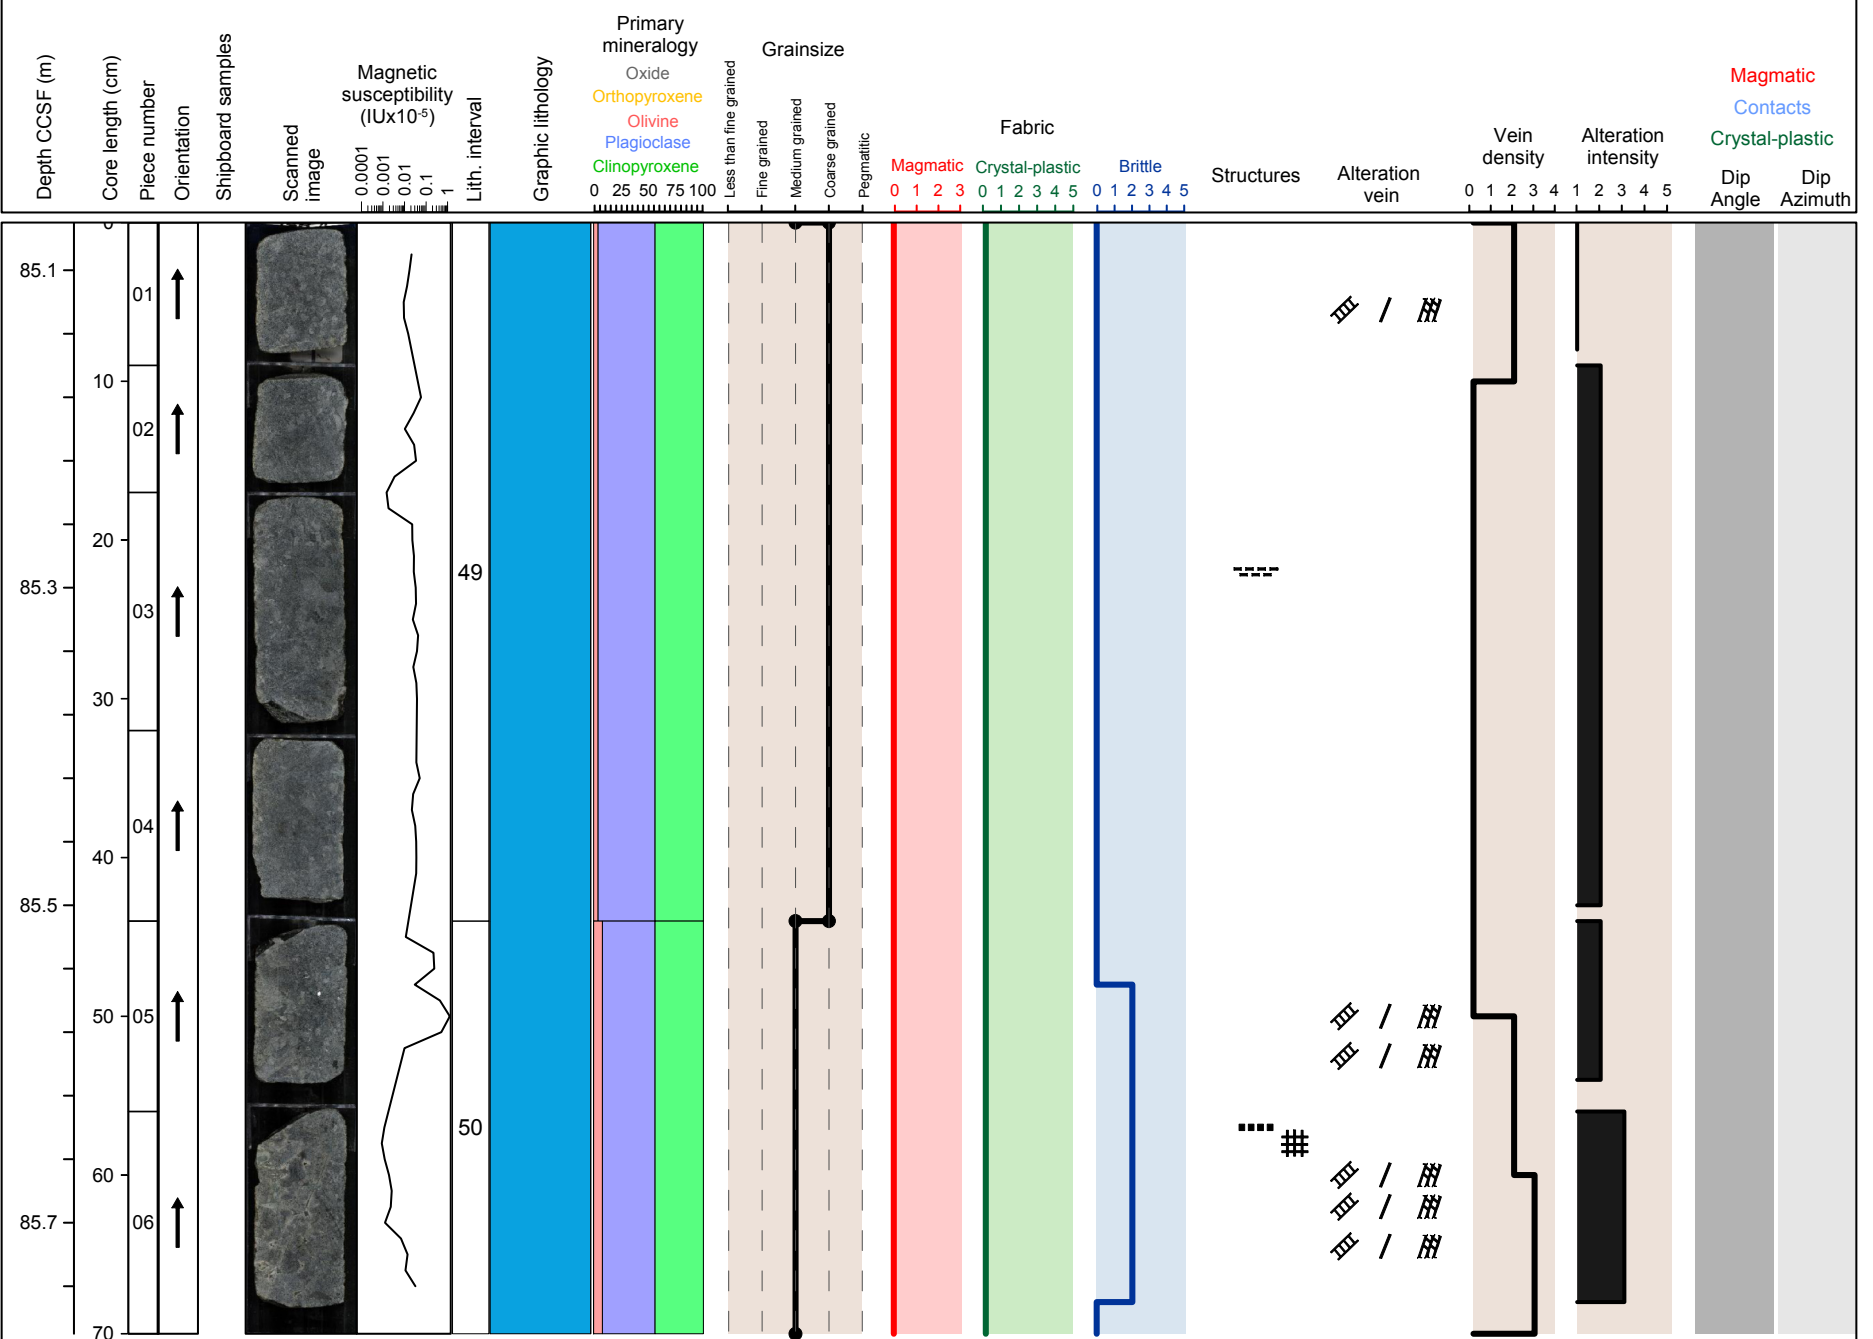 Depth CCSF (m)
Core length (cm)
Piece number
Orientation
Shipboard samples
Scanned
image
Magnetic
susceptibility
(IUx10-5)
0.0001
0.001
0.01
0.1
1
Lith. interval
Graphic lithology
Primary
mineralogy
Oxide
Orthopyroxene
Olivine
Plagioclase
Clinopyroxene
0 25 50 75 100
Grainsize
Less than fine grained
Fine grained
Medium grained
Coarse grained
Pegmatitic
Fabric
Magmatic
0 1 2 3
Crystal-plastic
0 1 2 3 4 5
Brittle
0 1 2 3 4 5
Structures
Alteration
vein
Vein
density
0 1 2 3 4
Alteration
intensity
1 2 3 4 5
Magmatic
Contacts
Crystal-plastic
Dip
Angle
Dip
Azimuth
0
85.1
01
10
02
20
49
85.3
03
30
04
40
85.5
50
05
50
60
85.7
06
70